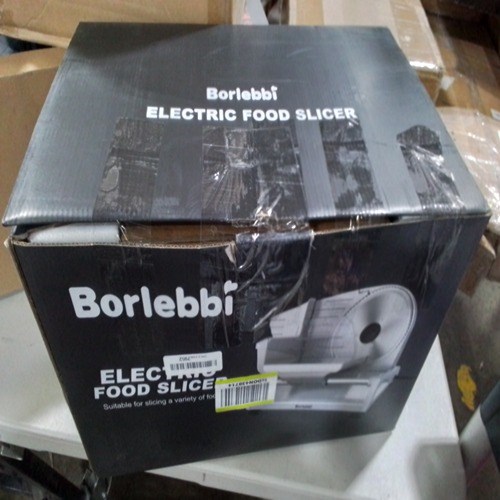 Borlebbi
ELECTRIC FOOD SLICER
Borlebbi
ELECTRIC
FOOD SLICER
Suitable for slicing a variety of